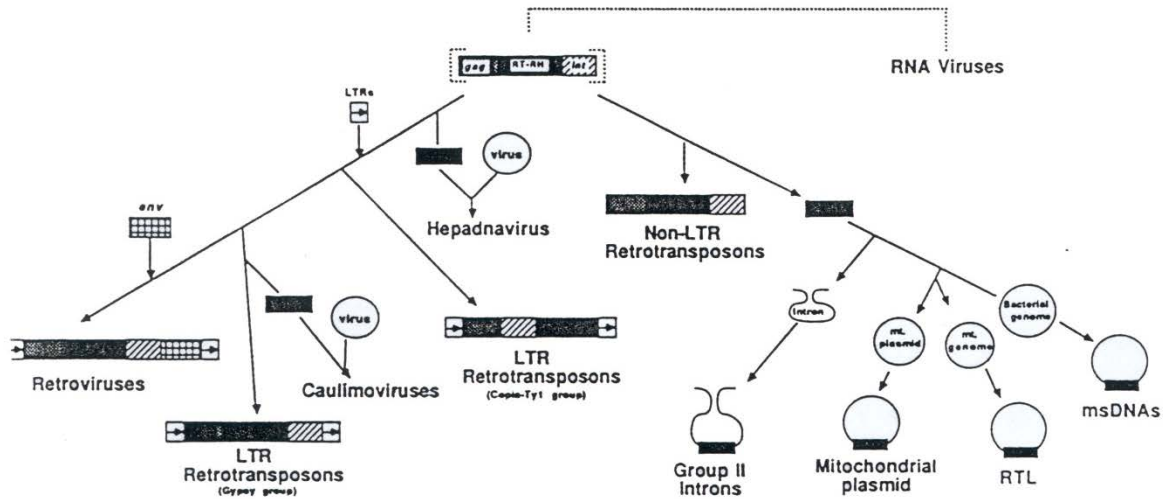 gag RT-RH int
RNA Viruses
LTRs
virus
env
Hepadnavirus
Non-LTR
Retrotransposons
Intron
Bacterial
genome
virus
mt.
plasmid
mt.
genome
Retroviruses
Caulimoviruses
LTR
Retrotransposons
(Copia-Ty1 group)
msDNAs
LTR
Retrotransposons
(Gypsy group)
Group II
Introns
Mitochondrial
plasmid
RTL